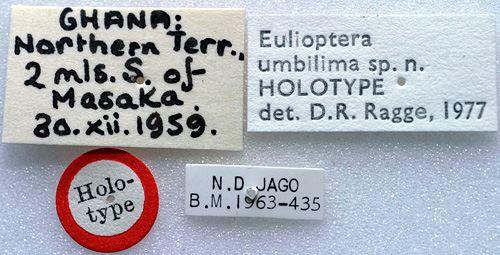 GHANA:
Northern Terr.,
2 mls. S. of
Masaka.
30.xii.1959.
Eulioptera
umbilima sp. n.
HOLOTYPE
det. D.R. Ragge, 1977
Holo-
type
N.D. JAGO
B.M.1963-435